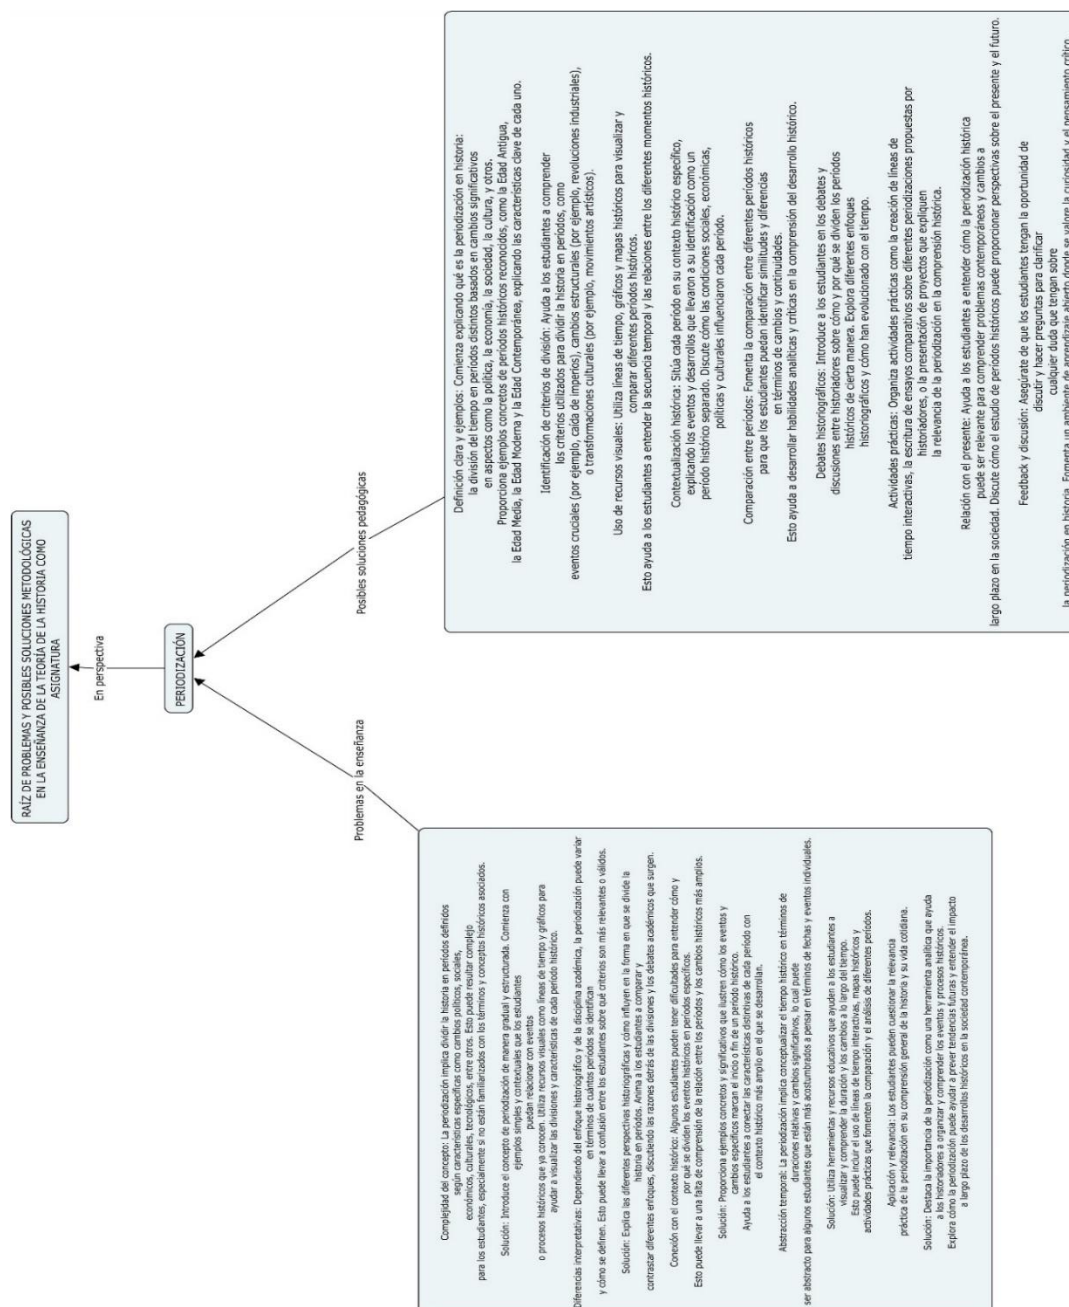 RAÍZ DE PROBLEMAS Y POSIBLES SOLUCIONES METODOLÓGICAS
EN LA ENSEÑANZA DE LA TEORÍA DE LA HISTORIA COMO
ASIGNATURA
En perspectiva
PERIODIZACIÓN
Problemas en la enseñanza
Complejidad del concepto: La periodización implica dividir la historia en períodos definidos
según características específicas como cambios políticos, sociales,
económicos, culturales, tecnológicos, entre otros. Esto puede resultar complejo
para los estudiantes, especialmente si no están familiarizados con los términos y conceptos históricos asociados.
Solución: Introduce el concepto de periodización de manera gradual y estructurada. Comienza con
ejemplos simples y contextuales que los estudiantes
puedan relacionar con eventos
o procesos históricos que ya conocen. Utiliza recursos visuales como líneas de tiempo y gráficos para
ayudar a visualizar las divisiones y características de cada período histórico.
Diferencias interpretativas: Dependiendo del enfoque historiográfico y de la disciplina académica, la periodización puede variar
en términos de cuántos períodos se identifican
y cómo se definen. Esto puede llevar a confusión entre los estudiantes sobre qué criterios son más relevantes o válidos.
Solución: Explica las diferentes perspectivas historiográficas y cómo influyen en la forma en que se divide la
historia en períodos. Anima a los estudiantes a comparar y
contrastar diferentes enfoques, discutiendo las razones detrás de las divisiones y los debates académicos que surgen.
Conexión con el contexto histórico: Algunos estudiantes pueden tener dificultades para entender cómo y
por qué se dividen los eventos históricos en períodos específicos.
Esto puede llevar a una falta de comprensión de la relación entre los períodos y los cambios históricos más amplios.
Solución: Proporciona ejemplos concretos y significativos que ilustren cómo los eventos y
cambios específicos marcan el inicio o fin de un período histórico.
Ayuda a los estudiantes a conectar las características distintivas de cada período con
el contexto histórico más amplio en el que se desarrollan.
Abstracción temporal: La periodización implica conceptualizar el tiempo histórico en términos de
duraciones relativas y cambios significativos, lo cual puede
ser abstracto para algunos estudiantes que están más acostumbrados a pensar en términos de fechas y eventos individuales.
Solución: Utiliza herramientas y recursos educativos que ayuden a los estudiantes a
visualizar y comprender la duración y los cambios a lo largo del tiempo.
Esto puede incluir el uso de líneas de tiempo interactivas, mapas históricos y
actividades prácticas que fomenten la comparación y el análisis de diferentes períodos.
Aplicación y relevancia: Los estudiantes pueden cuestionar la relevancia
práctica de la periodización en su comprensión general de la historia y su vida cotidiana.
Solución: Destaca la importancia de la periodización como una herramienta analítica que ayuda
a los historiadores a organizar y comprender los eventos y procesos históricos.
Explora cómo la periodización puede ayudar a prever tendencias futuras y entender el impacto
a largo plazo de los desarrollos históricos en la sociedad contemporánea.
Posibles soluciones pedagógicas
Definición clara y ejemplos: Comienza explicando qué es la periodización en historia:
la división del tiempo en períodos distintos basados en cambios significativos
en aspectos como la política, la economía, la sociedad, la cultura, y otros.
Proporciona ejemplos concretos de períodos históricos reconocidos, como la Edad Antigua,
la Edad Media, la Edad Moderna y la Edad Contemporánea, explicando las características clave de cada uno.
Identificación de criterios de división: Ayuda a los estudiantes a comprender
los criterios utilizados para dividir la historia en períodos, como
eventos cruciales (por ejemplo, caída de imperios), cambios estructurales (por ejemplo, revoluciones industriales),
o transformaciones culturales (por ejemplo, movimientos artísticos).
Uso de recursos visuales: Utiliza líneas de tiempo, gráficos y mapas históricos para visualizar y
comparar diferentes períodos históricos.
Esto ayuda a los estudiantes a entender la secuencia temporal y las relaciones entre los diferentes momentos históricos.
Contextualización histórica: Sitúa cada período en su contexto histórico específico,
explicando los eventos y desarrollos que llevaron a su identificación como un
período histórico separado. Discute cómo las condiciones sociales, económicas,
políticas y culturales influenciaron cada período.
Comparación entre períodos: Fomenta la comparación entre diferentes períodos históricos
para que los estudiantes puedan identificar similitudes y diferencias
en términos de cambios y continuidades.
Esto ayuda a desarrollar habilidades analíticas y críticas en la comprensión del desarrollo histórico.
Debates historiográficos: Introduce a los estudiantes en los debates y
discusiones entre historiadores sobre cómo y por qué se dividen los períodos
históricos de cierta manera. Explora diferentes enfoques
historiográficos y cómo han evolucionado con el tiempo.
Actividades prácticas: Organiza actividades prácticas como la creación de líneas de
tiempo interactivas, la escritura de ensayos comparativos sobre diferentes periodizaciones propuestas por
historiadores, o la presentación de proyectos que expliquen
la relevancia de la periodización en la comprensión histórica.
Relación con el presente: Ayuda a los estudiantes a entender cómo la periodización histórica
puede ser relevante para comprender problemas contemporáneos y cambios a
largo plazo en la sociedad. Discute cómo el estudio de períodos históricos puede proporcionar perspectivas sobre el presente y el futuro.
Feedback y discusión: Asegúrate de que los estudiantes tengan la oportunidad de
discutir y hacer preguntas para clarificar
cualquier duda que tengan sobre
la periodización en historia. Fomenta un ambiente de aprendizaje abierto donde se valore la curiosidad y el pensamiento crítico.